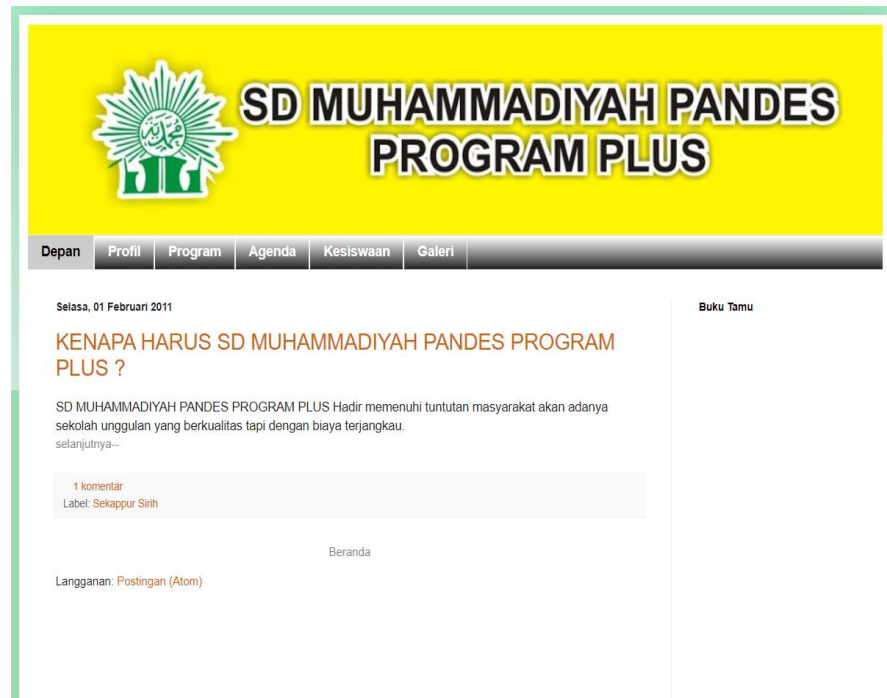 SD MUHAMMADIYAH PANDES
PROGRAM PLUS
Depan Profil Program Agenda Kesiswaan Galeri
Selasa, 01 Februari 2011
KENAPA HARUS SD MUHAMMADIYAH PANDES PROGRAM
PLUS ?
SD MUHAMMADIYAH PANDES PROGRAM PLUS Hadir memenuhi tuntutan masyarakat akan adanya
sekolah unggulan yang berkualitas tapi dengan biaya terjangkau.
selanjutnya--
1 komentar
Label: Sekappur Sirih
Beranda
Langganan: Postingan (Atom)
Buku Tamu